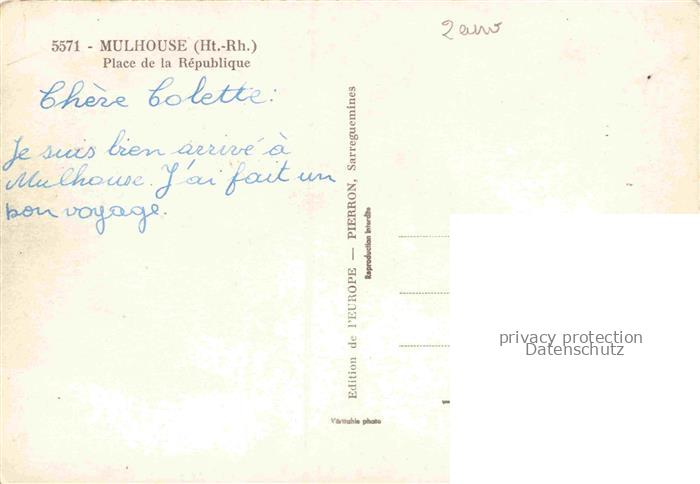 5571 - MULHOUSE (Ht.-Rh.)
Place de la République
Chère Colette:
Je suis bien arrivé à
Mulhouse. J'ai fait un
bon voyage.
Edition de l'EUROPE — PIERRON, Sarreguemines
Reproduction interdite
Véritable photo
privacy protection
Datenschutz